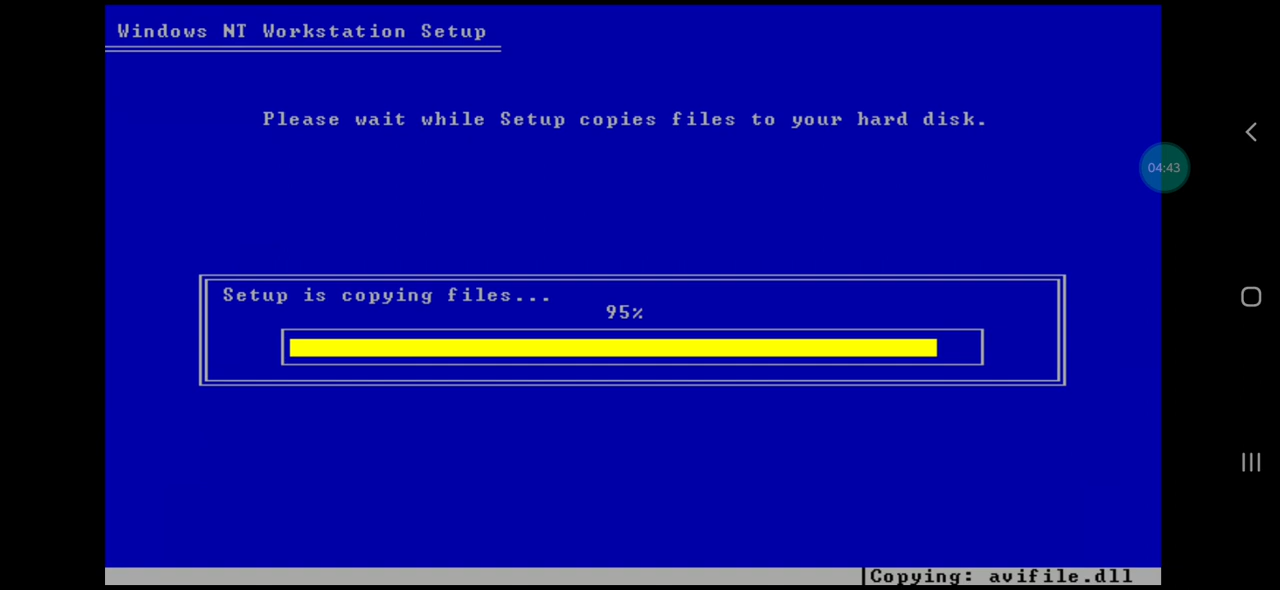 Windows NT Workstation Setup
Please wait while Setup copies files to your hard disk.
04:43
Setup is copying files...
95%
Copying: avifile.dll